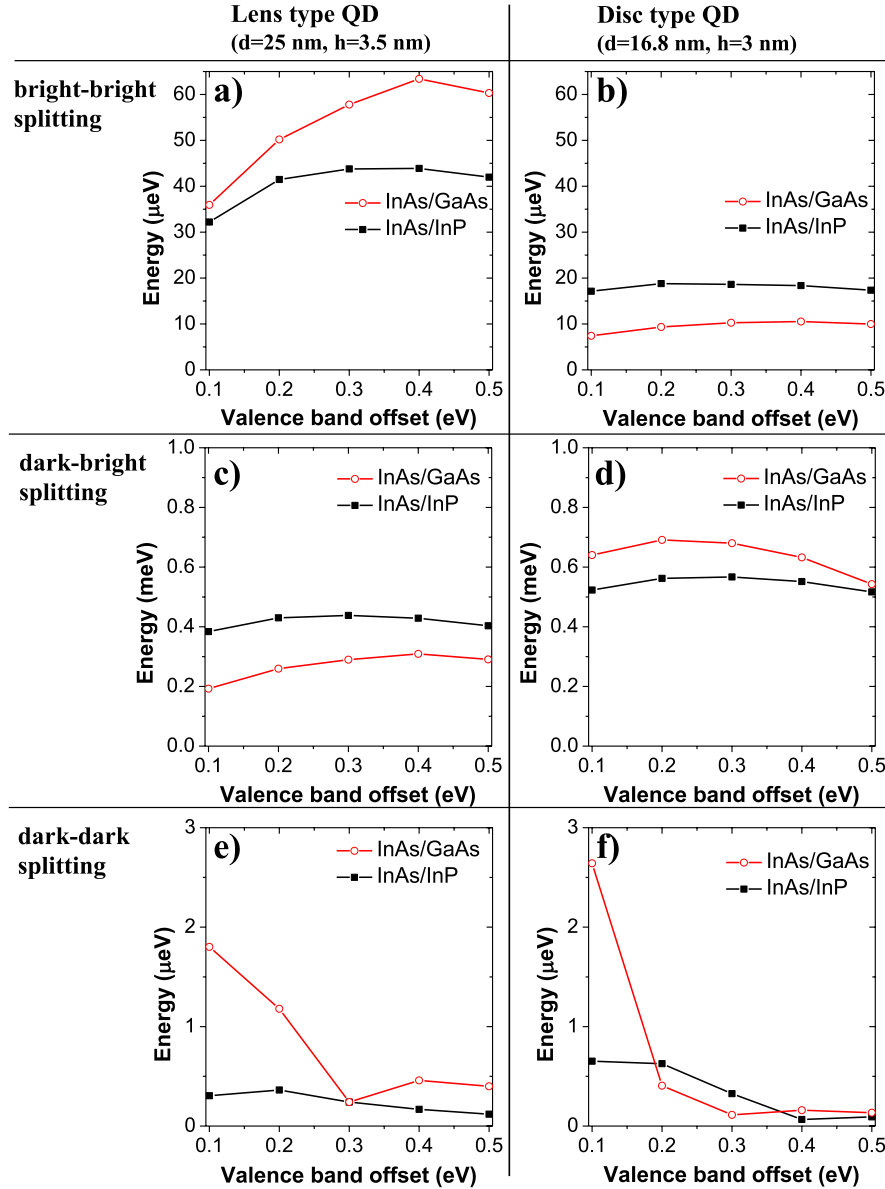 Lens type QD
(d=25 nm, h=3.5 nm)
Disc type QD
(d=16.8 nm, h=3 nm)
bright-bright
splitting
a)
60
50
40
30
20
10
0
Energy (μeV)
InAs/GaAs
InAs/InP
0.1 0.2 0.3 0.4 0.5
Valence band offset (eV)
b)
60
50
40
30
20
10
0
Energy (μeV)
InAs/GaAs
InAs/InP
0.1 0.2 0.3 0.4 0.5
Valence band offset (eV)
dark-bright
splitting
c)
1.0
0.8
0.6
0.4
0.2
0.0
Energy (meV)
InAs/GaAs
InAs/InP
0.1 0.2 0.3 0.4 0.5
Valence band offset (eV)
d)
1.0
0.8
0.6
0.4
0.2
0.0
Energy (meV)
InAs/GaAs
InAs/InP
0.1 0.2 0.3 0.4 0.5
Valence band offset (eV)
dark-dark
splitting
e)
3
2
1
0
Energy (μeV)
InAs/GaAs
InAs/InP
0.1 0.2 0.3 0.4 0.5
Valence band offset (eV)
f)
3
2
1
0
Energy (μeV)
InAs/GaAs
InAs/InP
0.1 0.2 0.3 0.4 0.5
Valence band offset (eV)